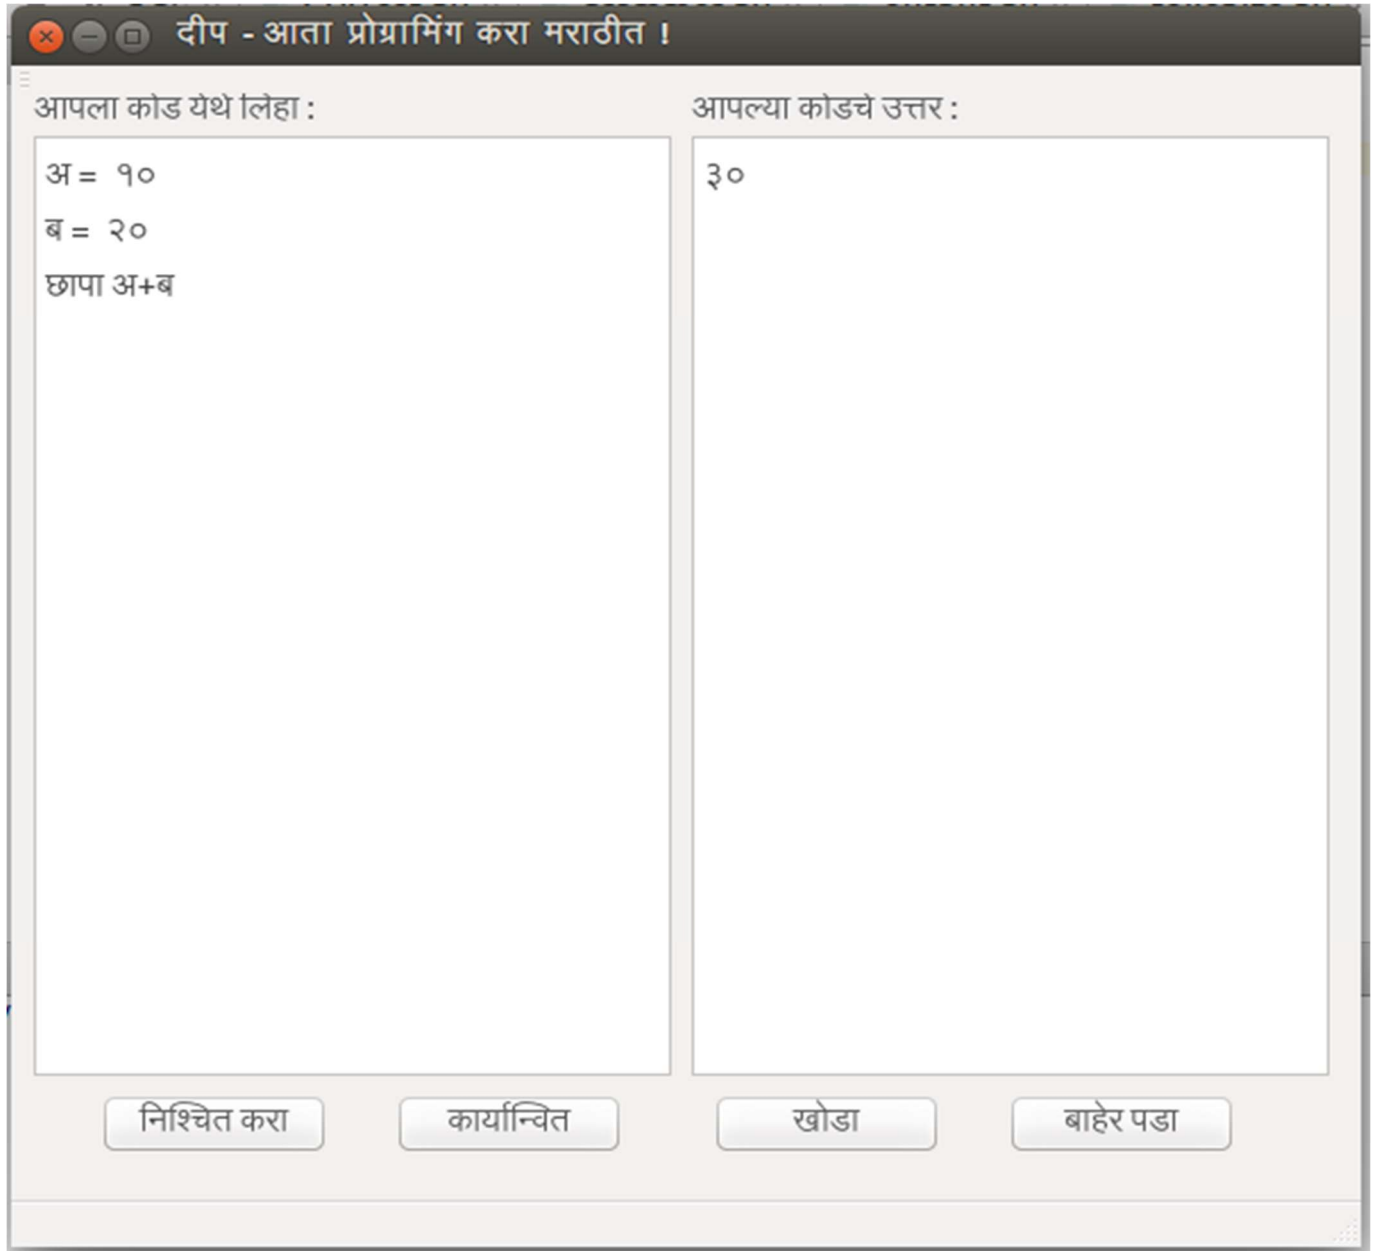 दीप - आता प्रोग्रामिंग करा मराठीत !
आपला कोड येथे लिहा :
आपल्या कोडचे उत्तर :
अ = १०
ब = २०
छापा अ+ब
३०
निश्चित करा
कार्यान्वित
खोडा
बाहेर पडा